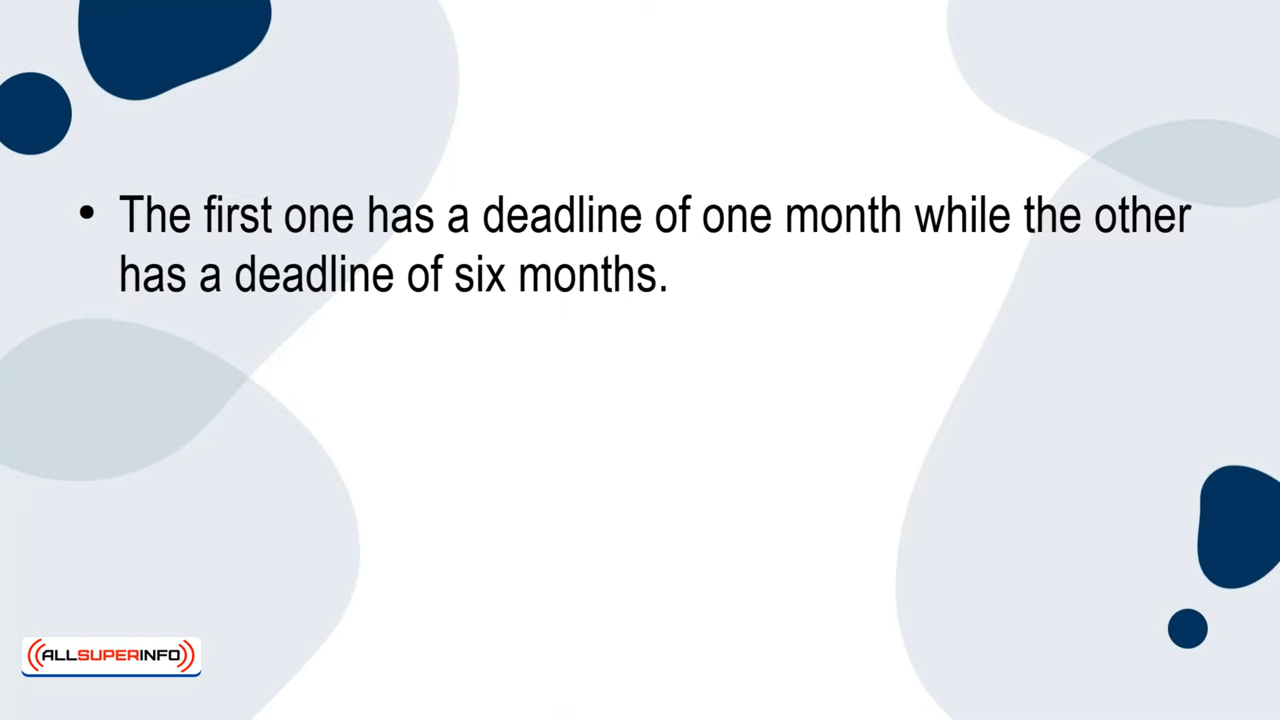 • The first one has a deadline of one month while the other
has a deadline of six months.
ALLSUPERINFO